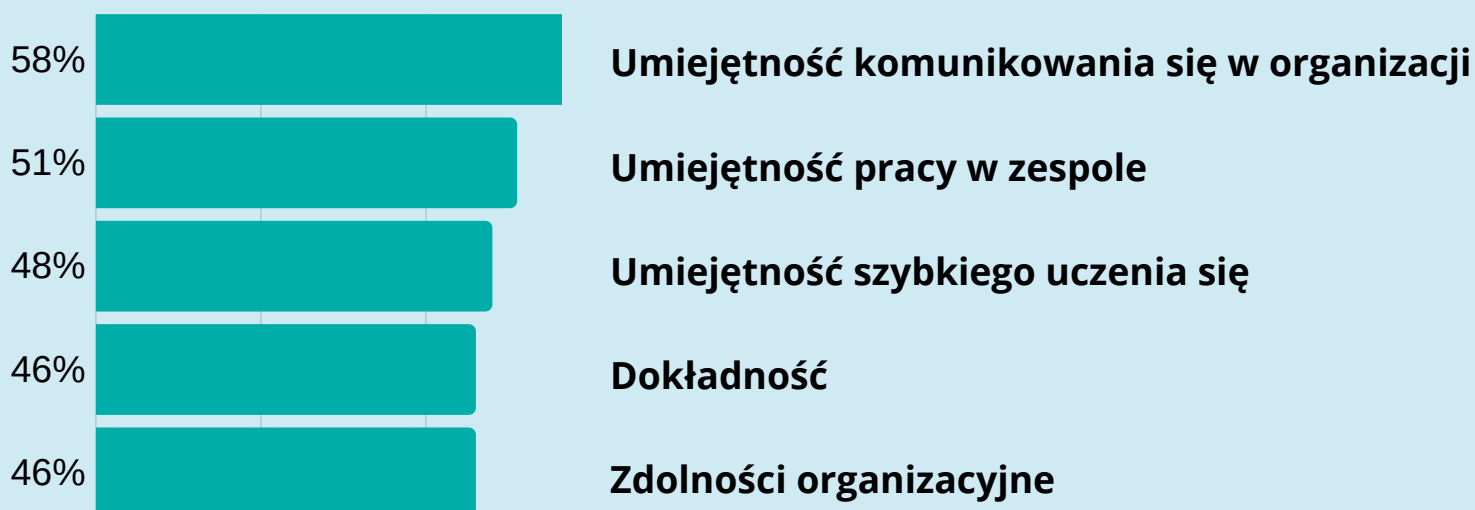 58% Umiejętność komunikowania się w organizacji
51% Umiejętność pracy w zespole
48% Umiejętność szybkiego uczenia się
46% Dokładność
46% Zdolności organizacyjne